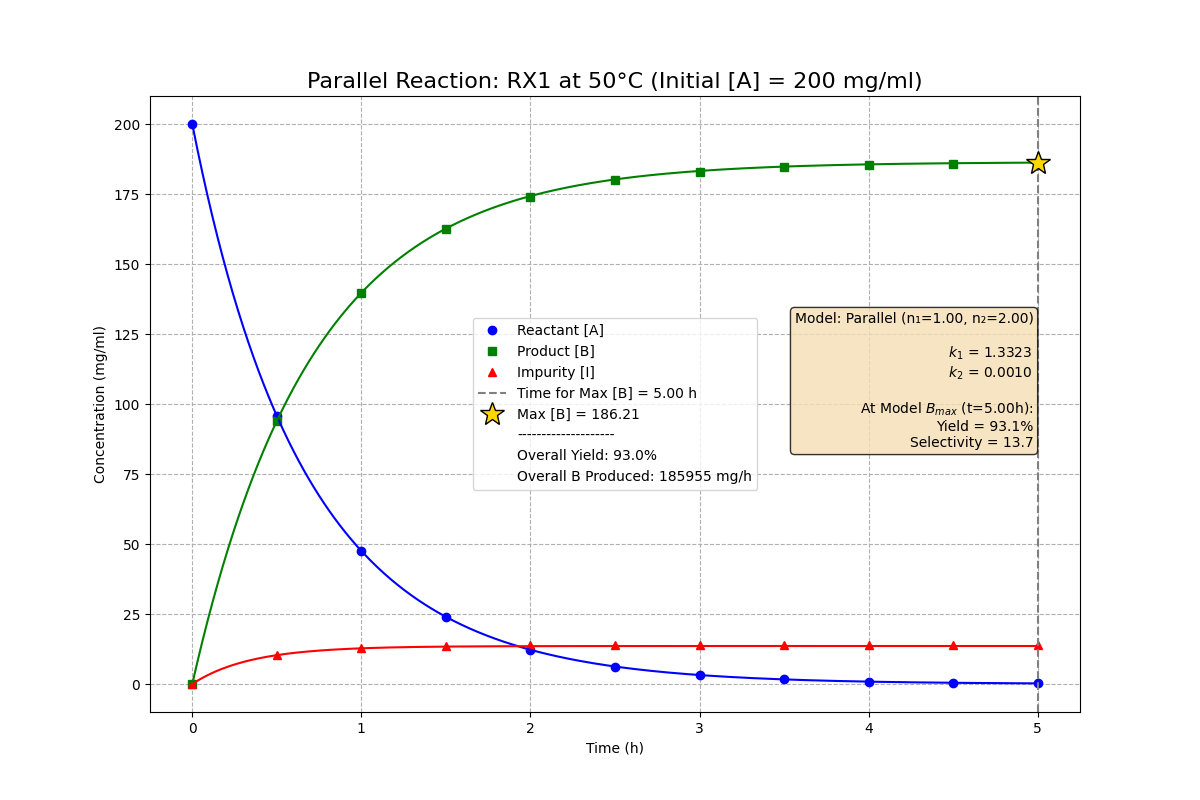 Parallel Reaction: RX1 at 50°C (Initial [A] = 200 mg/ml)
Concentration (mg/ml)
200
175
150
125
100
75
50
25
0
Reactant [A]
Product [B]
Impurity [I]
Time for Max [B] = 5.00 h
Max [B] = 186.21
--------------------
Overall Yield: 93.0%
Overall B Produced: 185955 mg/h
Model: Parallel (n₁=1.00, n₂=2.00)
k₁ = 1.3323
k₂ = 0.0010
At Model Bmax (t=5.00h):
Yield = 93.1%
Selectivity = 13.7
0 1 2 3 4 5
Time (h)